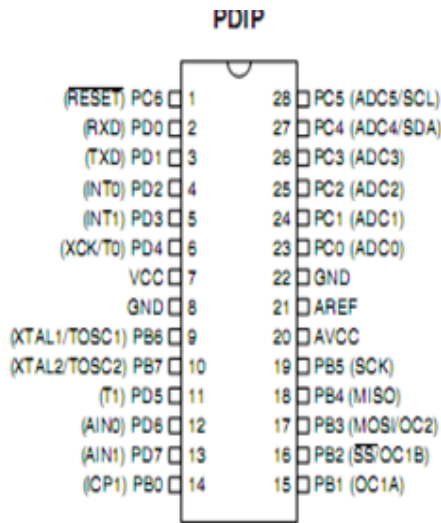 PDIP
(RESET) PC6 1 28 PC5 (ADC5/SCL)
(RXD) PD0 2 27 PC4 (ADC4/SDA)
(TXD) PD1 3 26 PC3 (ADC3)
(INT0) PD2 4 25 PC2 (ADC2)
(INT1) PD3 5 24 PC1 (ADC1)
(XCK/T0) PD4 6 23 PC0 (ADC0)
VCC 7 22 GND
GND 8 21 AREF
(XTAL1/TOSC1) PB6 9 20 AVCC
(XTAL2/TOSC2) PB7 10 19 PB5 (SCK)
(T1) PD5 11 18 PB4 (MISO)
(AIN0) PD6 12 17 PB3 (MOSI/OC2)
(AIN1) PD7 13 16 PB2 (SS/OC1B)
(ICP1) PB0 14 15 PB1 (OC1A)